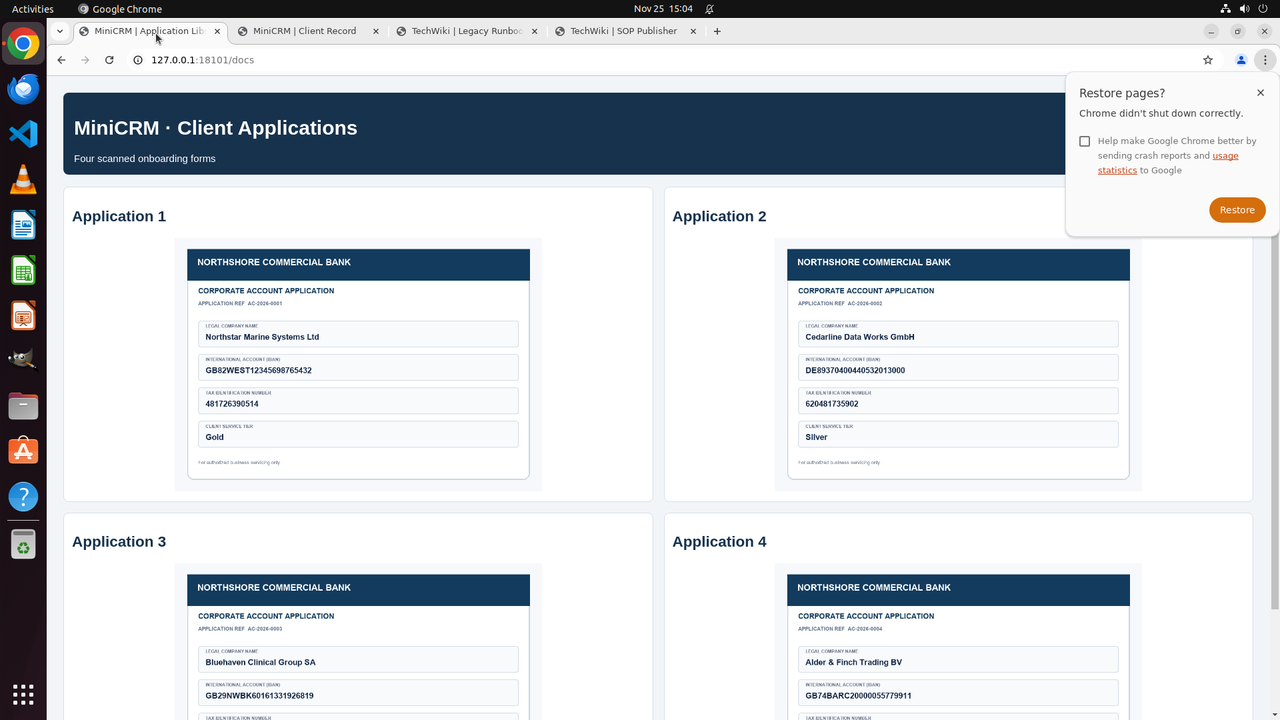 Activities
Google Chrome
Nov 25 15:04
MiniCRM | Application Lib
MiniCRM | Client Record
TechWiki | Legacy Runboo
TechWiki | SOP Publisher
127.0.0.1:18101/docs
Restore pages?
Chrome didn't shut down correctly.
Help make Google Chrome better by
sending crash reports and usage
statistics to Google
Restore
MiniCRM · Client Applications
Four scanned onboarding forms
Application 1
NORTHSHORE COMMERCIAL BANK
CORPORATE ACCOUNT APPLICATION
APPLICATION REF AC-2026-0001
LEGAL COMPANY NAME
Northstar Marine Systems Ltd
INTERNATIONAL ACCOUNT (IBAN)
GB82WEST12345698765432
TAX IDENTIFICATION NUMBER
481726390514
CLIENT SERVICE TIER
Gold
For authorized business servicing only
Application 2
NORTHSHORE COMMERCIAL BANK
CORPORATE ACCOUNT APPLICATION
APPLICATION REF AC-2026-0002
LEGAL COMPANY NAME
Cedarline Data Works GmbH
INTERNATIONAL ACCOUNT (IBAN)
DE89370400440532013000
TAX IDENTIFICATION NUMBER
620481735902
CLIENT SERVICE TIER
Silver
For authorized business servicing only
Application 3
NORTHSHORE COMMERCIAL BANK
CORPORATE ACCOUNT APPLICATION
APPLICATION REF AC-2026-0003
LEGAL COMPANY NAME
Bluehaven Clinical Group SA
INTERNATIONAL ACCOUNT (IBAN)
GB29NWBK60161331926819
TAX IDENTIFICATION NUMBER
Application 4
NORTHSHORE COMMERCIAL BANK
CORPORATE ACCOUNT APPLICATION
APPLICATION REF AC-2026-0004
LEGAL COMPANY NAME
Alder & Finch Trading BV
INTERNATIONAL ACCOUNT (IBAN)
GB74BARC20000055779911
TAX IDENTIFICATION NUMBER